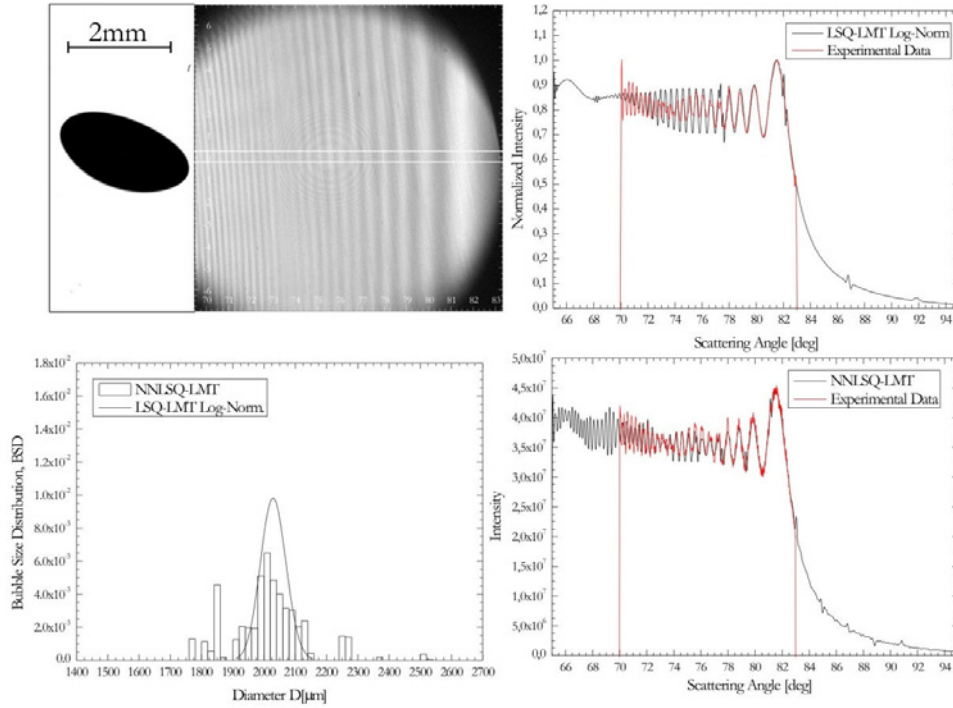 2mm
6
70 71 72 73 74 75 76 77 78 79 80 81 82 83
1,2
1,1
1,0
0,9
0,8
0,7
0,6
0,5
0,4
0,3
0,2
0,1
0,0
Normalized Intensity
LSQ-LMT Log-Norm
Experimental Data
66 68 70 72 74 76 78 80 82 84 86 88 90 92 94
Scattering Angle [deg]
1.8x10⁻²
1.6x10⁻²
1.4x10⁻²
1.2x10⁻²
1.0x10⁻²
8.0x10⁻³
6.0x10⁻³
4.0x10⁻³
2.0x10⁻³
0,0
Bubble Size Distribution, BSD
NNLSQ-LMT
LSQ-LMT Log-Norm.
1400 1500 1600 1700 1800 1900 2000 2100 2200 2300 2400 2500 2600 2700
Diameter D[µm]
5,0x10⁷
4,5x10⁷
4,0x10⁷
3,5x10⁷
3,0x10⁷
2,5x10⁷
2,0x10⁷
1,5x10⁷
1,0x10⁷
5,0x10⁶
0,0
Intensity
NNLSQ-LMT
Experimental Data
66 68 70 72 74 76 78 80 82 84 86 88 90 92 94
Scattering Angle [deg]